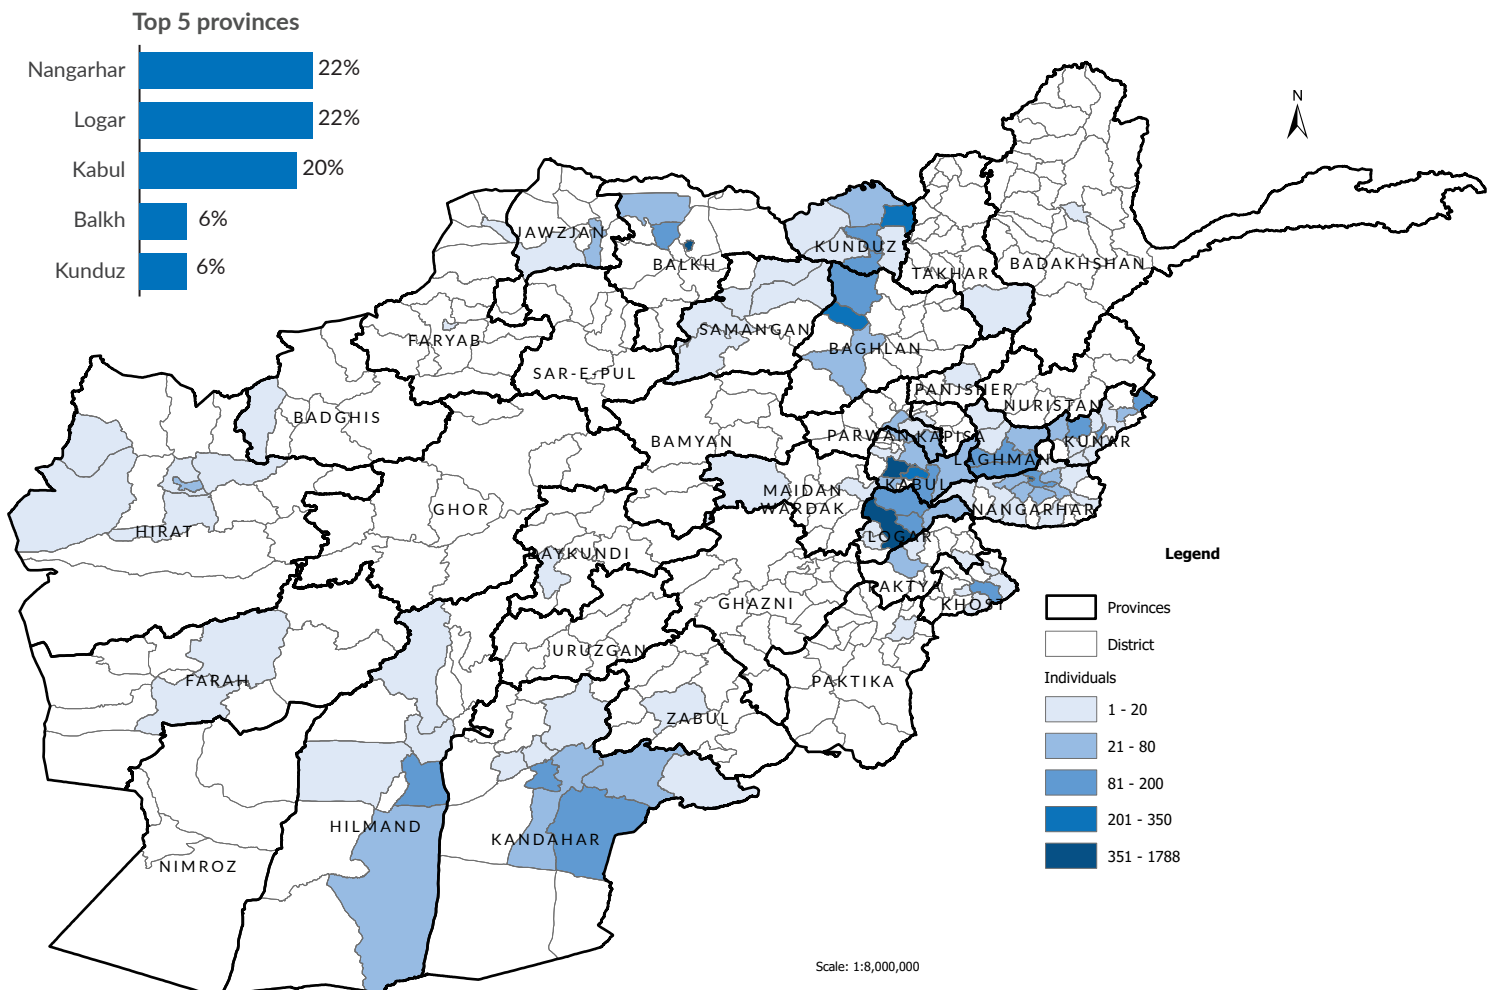 Top 5 provinces
Nangarhar 22%
Logar 22%
Kabul 20%
Balkh 6%
Kunduz 6%
N
JAWZJAN
BALKH
KUNDUZ
TAKHAR
BADAKHSHAN
FARYAB
SAMANGAN
BAGHLAN
SAR-E-PUL
PANJSHER
NURISTAN
BADGHIS
BAMYAN
PARWAN
KAPISA
KUNAR
LAGHMAN
KABUL
MAIDAN
WARDAK
NANGARHAR
HIRAT
GHOR
LOGAR
DAYKUNDI
PAKTYA
KHOST
GHAZNI
URUZGAN
FARAH
PAKTIKA
ZABUL
HILMAND
KANDAHAR
NIMROZ
Legend
Provinces
District
Individuals
1 - 20
21 - 80
81 - 200
201 - 350
351 - 1788
Scale: 1:8,000,000